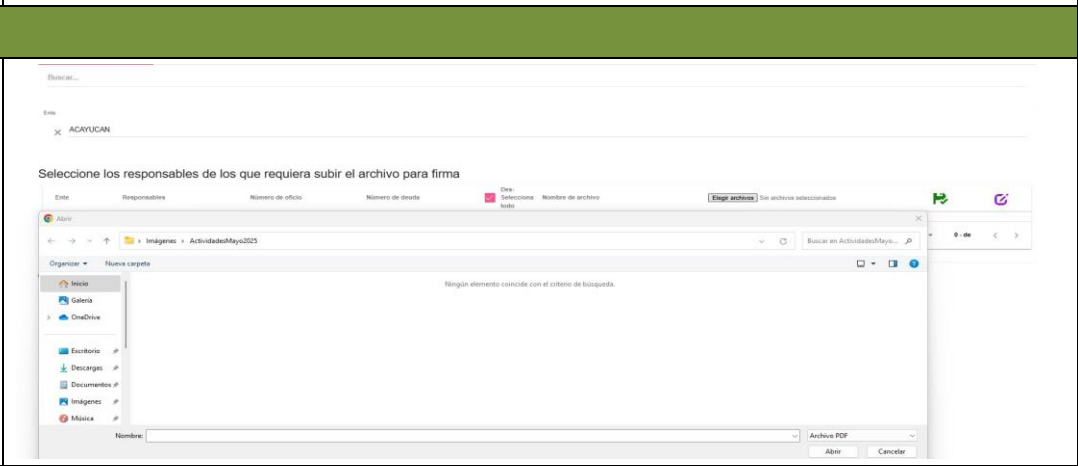 Buscar...
Ente
ACAYUCAN
Seleccione los responsables de los que requiera subir el archivo para firma
Ente Responsables Número de oficio Número de deuda Des-Selecciona todo Nombre de archivo Elegir archivos Sin archivos seleccionados
Abrir
Imágenes › ActividadesMayo2025 Buscar en ActividadesMayo...
0 - de
Organizar Nueva carpeta
Inicio
Ningún elemento coincide con el criterio de búsqueda.
Galería
OneDrive
Escritorio
Descargas
Documentos
Imágenes
Música
Nombre: Archivo PDF
Abrir Cancelar